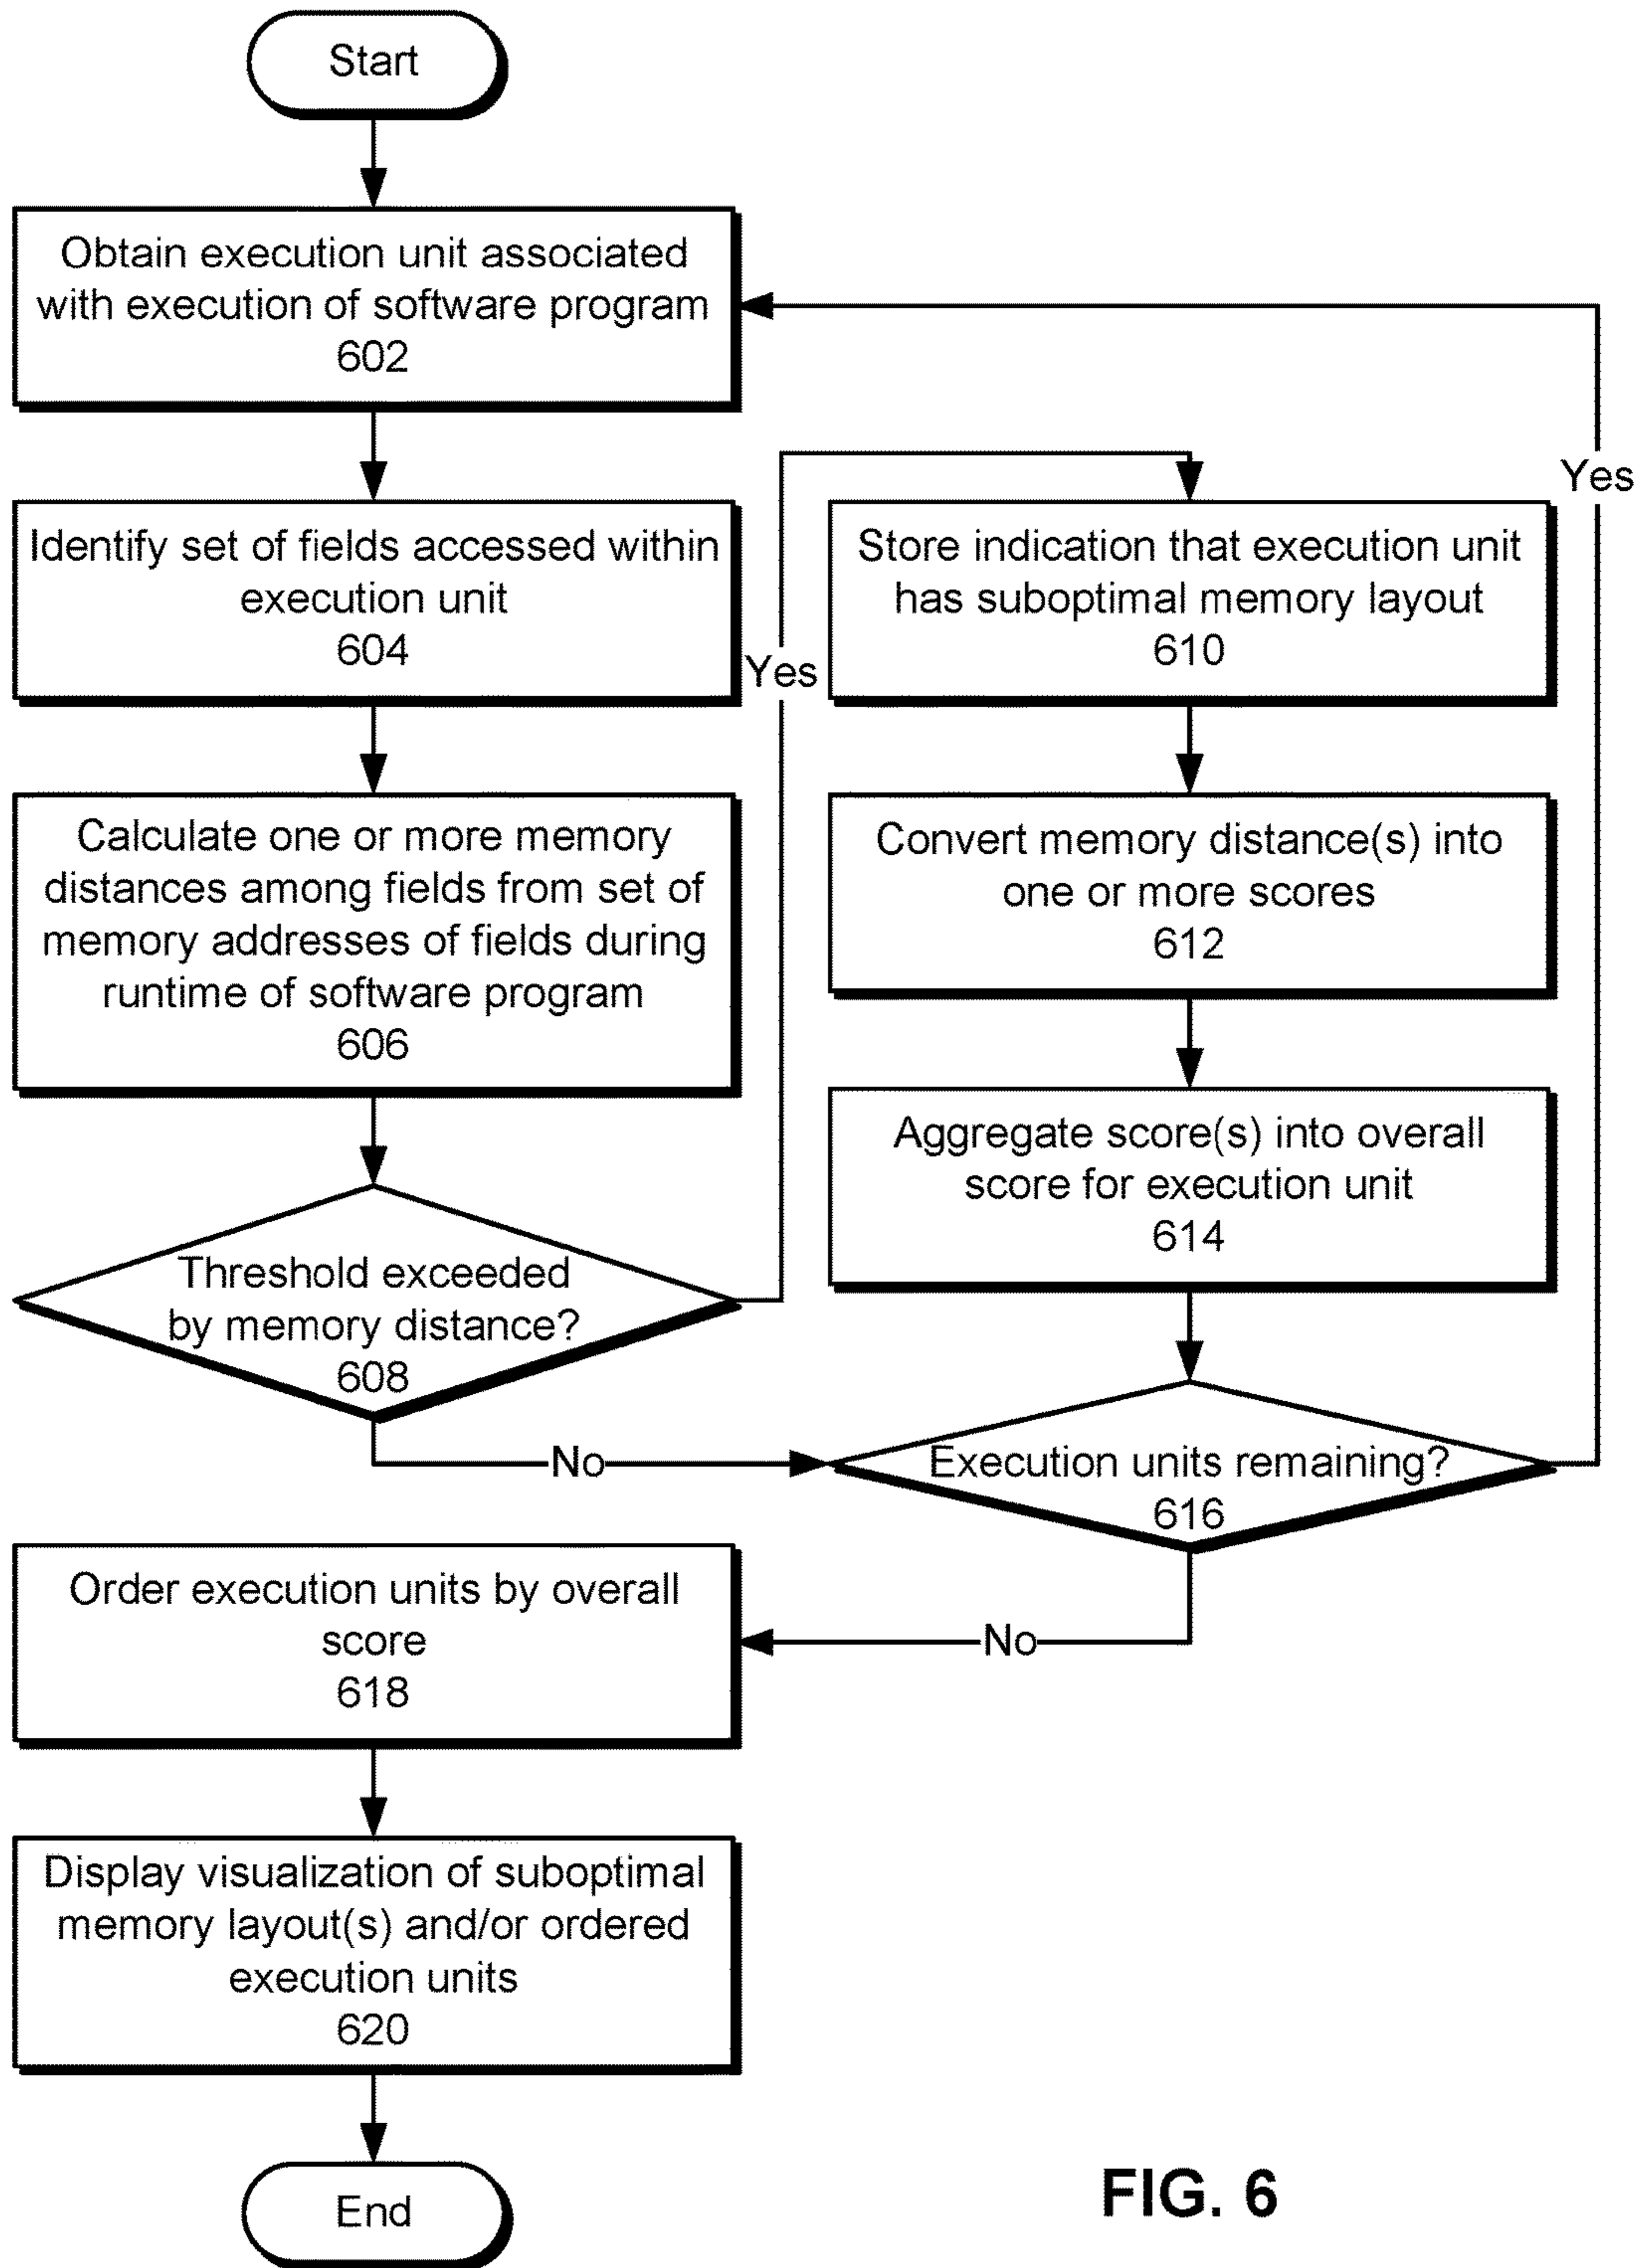 Start
Obtain execution unit associated
with execution of software program
602
Identify set of fields accessed within
execution unit
604
Calculate one or more memory
distances among fields from set of
memory addresses of fields during
runtime of software program
606
Threshold exceeded
by memory distance?
608
Yes
No
Store indication that execution unit
has suboptimal memory layout
610
Convert memory distance(s) into
one or more scores
612
Aggregate score(s) into overall
score for execution unit
614
Execution units remaining?
616
Yes
No
Order execution units by overall
score
618
Display visualization of suboptimal
memory layout(s) and/or ordered
execution units
620
End
FIG. 6